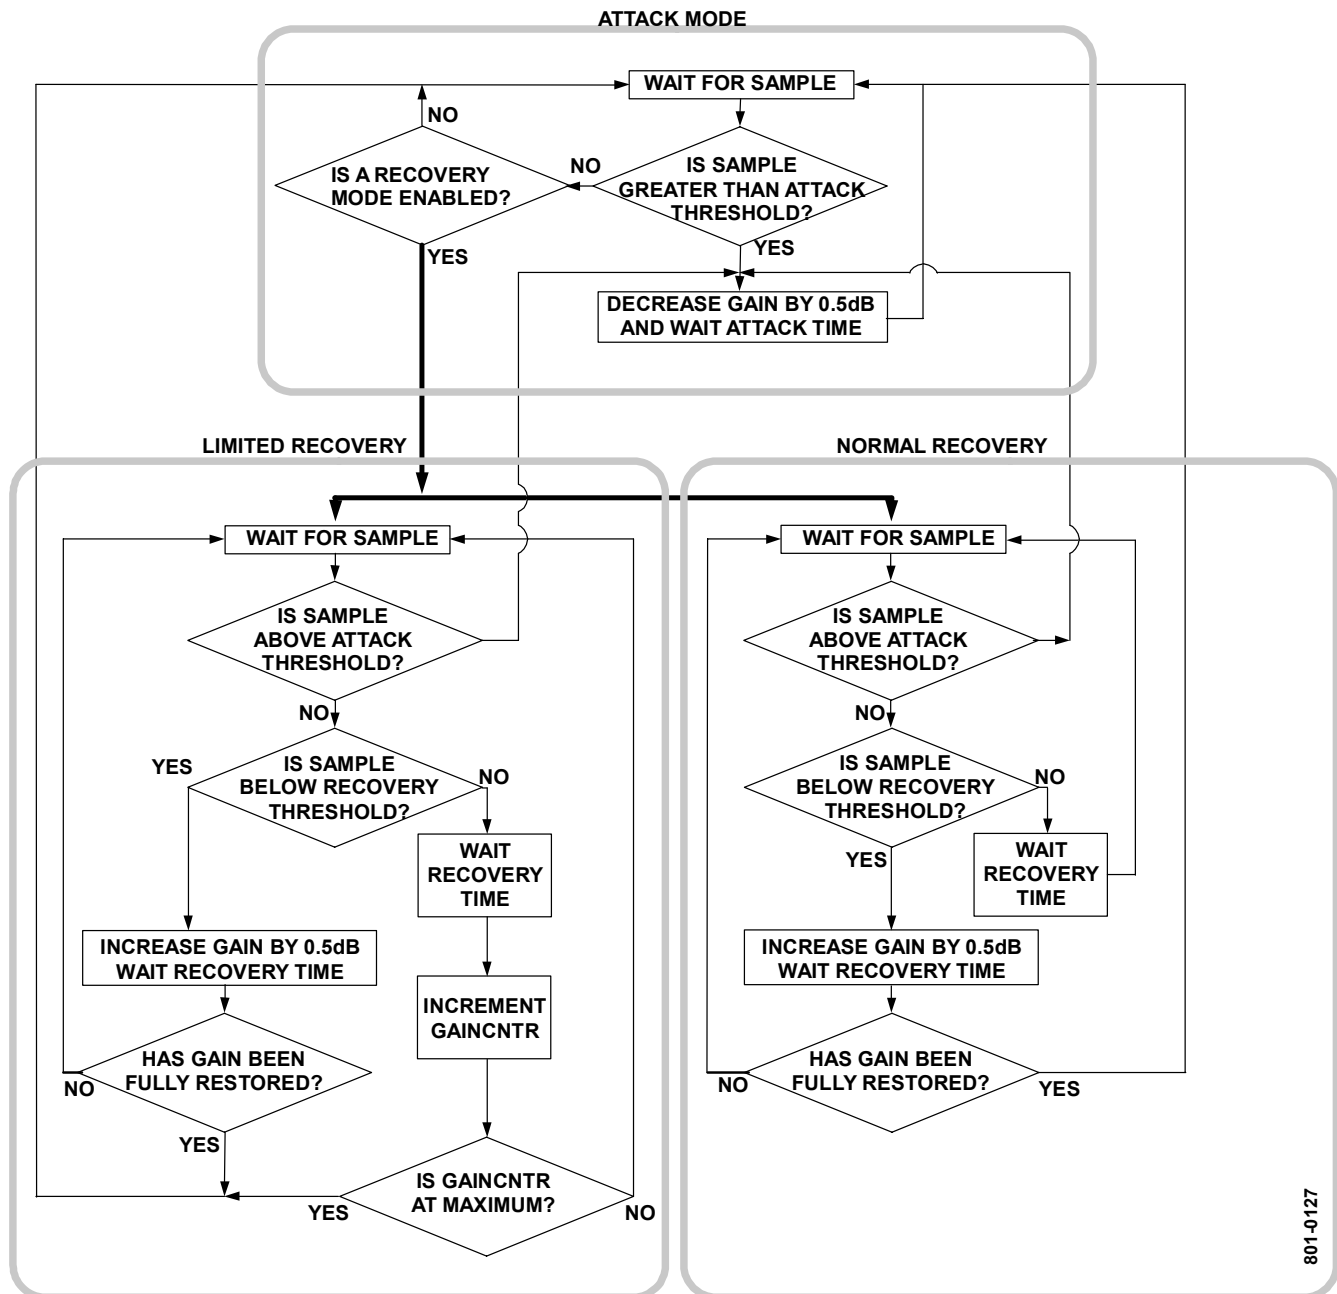 ATTACK MODE
WAIT FOR SAMPLE
NO
IS A RECOVERY
MODE ENABLED?
NO
IS SAMPLE
GREATER THAN ATTACK
THRESHOLD?
YES
YES
DECREASE GAIN BY 0.5dB
AND WAIT ATTACK TIME
LIMITED RECOVERY
WAIT FOR SAMPLE
IS SAMPLE
ABOVE ATTACK
THRESHOLD?
NO
IS SAMPLE
BELOW RECOVERY
THRESHOLD?
YES
NO
WAIT
RECOVERY
TIME
INCREASE GAIN BY 0.5dB
WAIT RECOVERY TIME
INCREMENT
GAINCNTR
HAS GAIN BEEN
FULLY RESTORED?
NO
YES
IS GAINCNTR
AT MAXIMUM?
YES
NO
NORMAL RECOVERY
WAIT FOR SAMPLE
IS SAMPLE
ABOVE ATTACK
THRESHOLD?
NO
IS SAMPLE
BELOW RECOVERY
THRESHOLD?
NO
YES
WAIT
RECOVERY
TIME
INCREASE GAIN BY 0.5dB
WAIT RECOVERY TIME
HAS GAIN BEEN
FULLY RESTORED?
NO
YES
801-0127